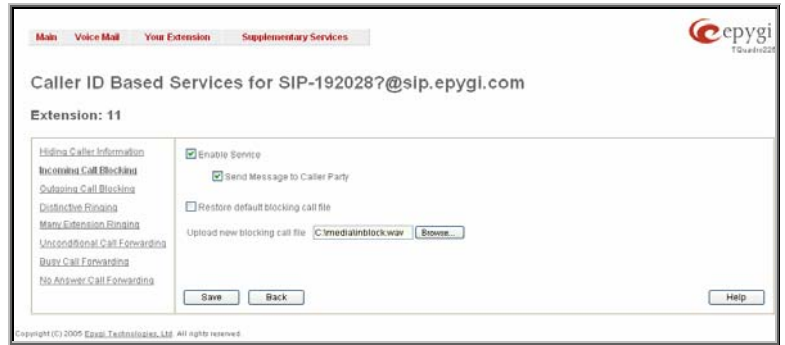 Main Voice Mail Your Extension Supplementary Services
epygi
TQuadro225
Caller ID Based Services for SIP-192028?@sip.epygi.com
Extension: 11
Hiding Caller Information
Incoming Call Blocking
Outgoing Call Blocking
Distinctive Ringing
Many Extension Ringing
Unconditional Call Forwarding
Busy Call Forwarding
No Answer Call Forwarding
Enable Service
Send Message to Caller Party
Restore default blocking call file
Upload new blocking call file C:\media\inblock.wav Browse...
Save Back Help
Copyright (C) 2005 Epygi Technologies, Ltd. All rights reserved.